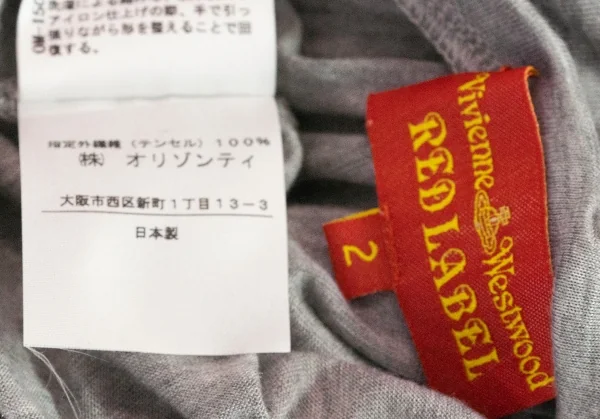 アイロン仕上げの際、手で引っ
張りながら形を整えることで回
復する。
指定外繊維（テンセル）100%
㈱ オリゾンティ
大阪市西区新町1丁目13-3
日本製
Vivienne Westwood
RED LABEL
2